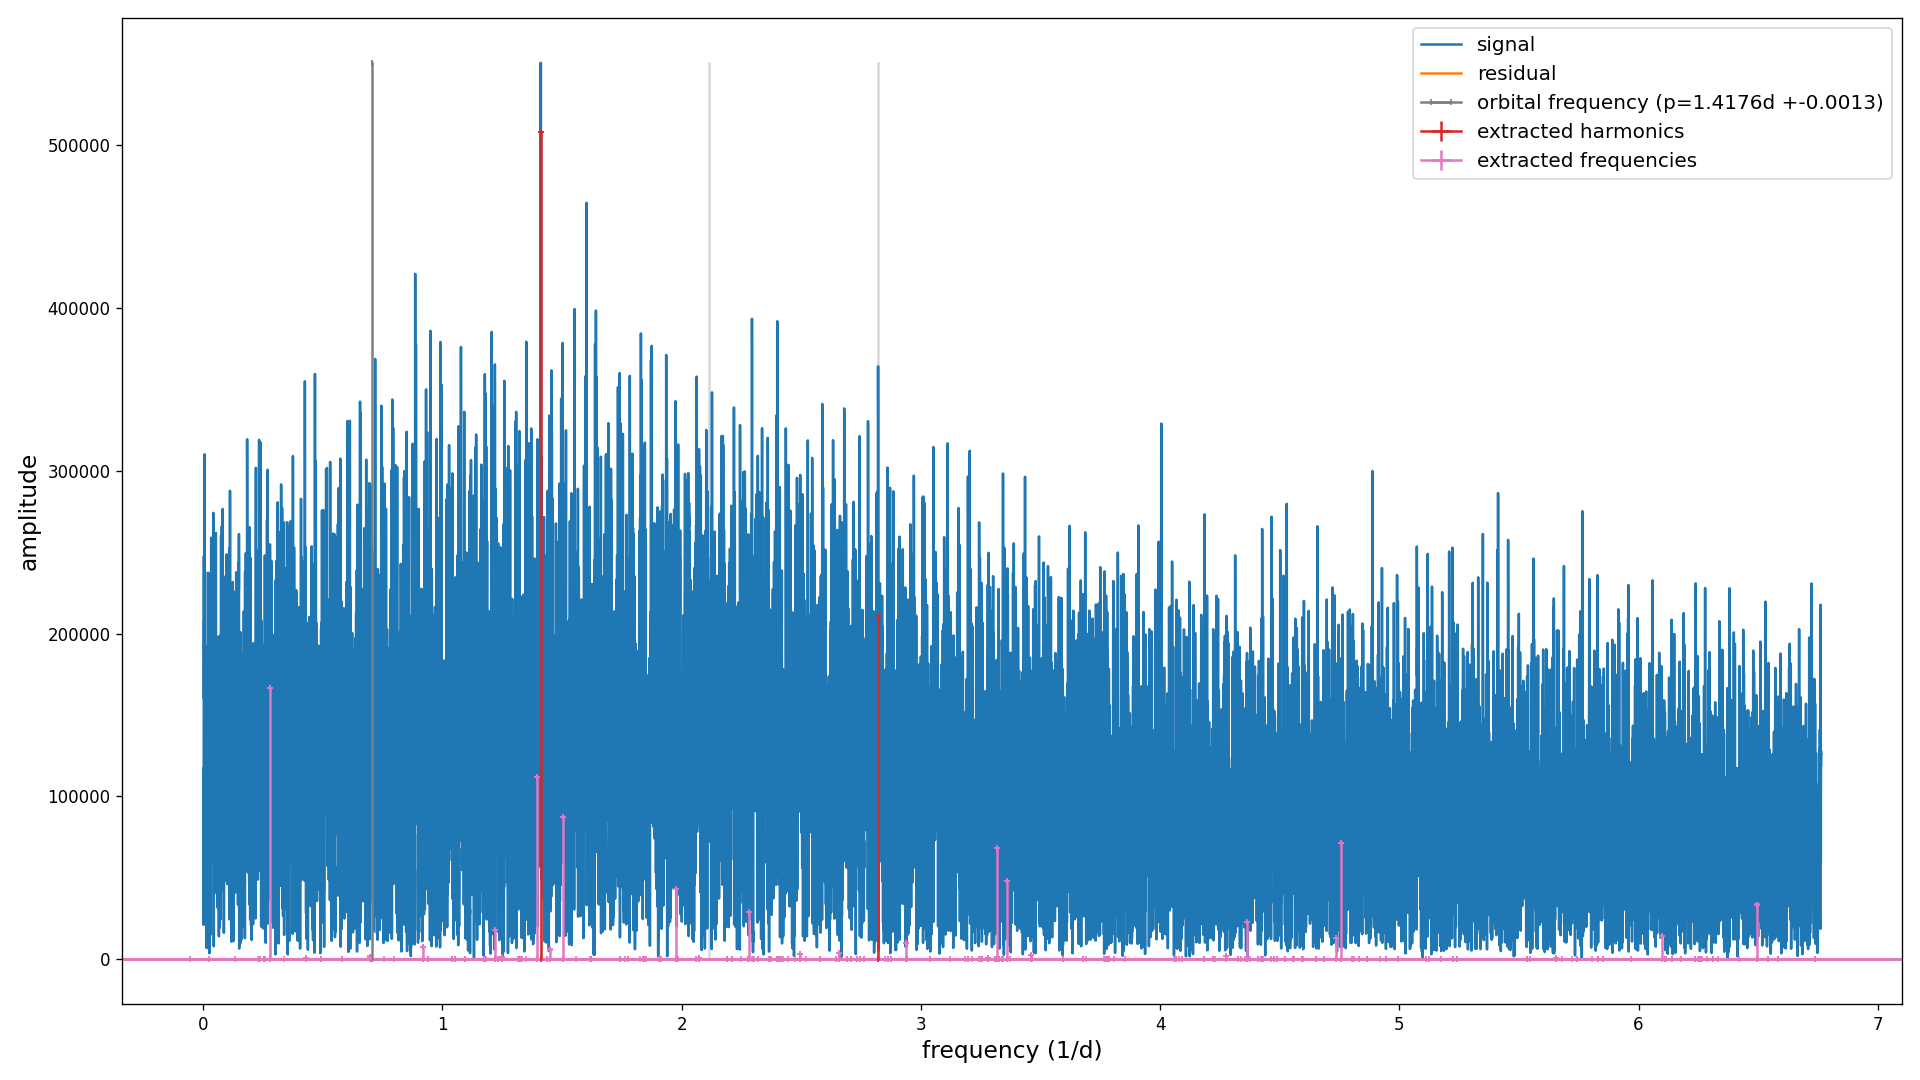 signal
residual
orbital frequency (p=1.4176d +-0.0013)
extracted harmonics
extracted frequencies
500000
400000
300000
200000
100000
0
amplitude
0 1 2 3 4 5 6 7
frequency (1/d)